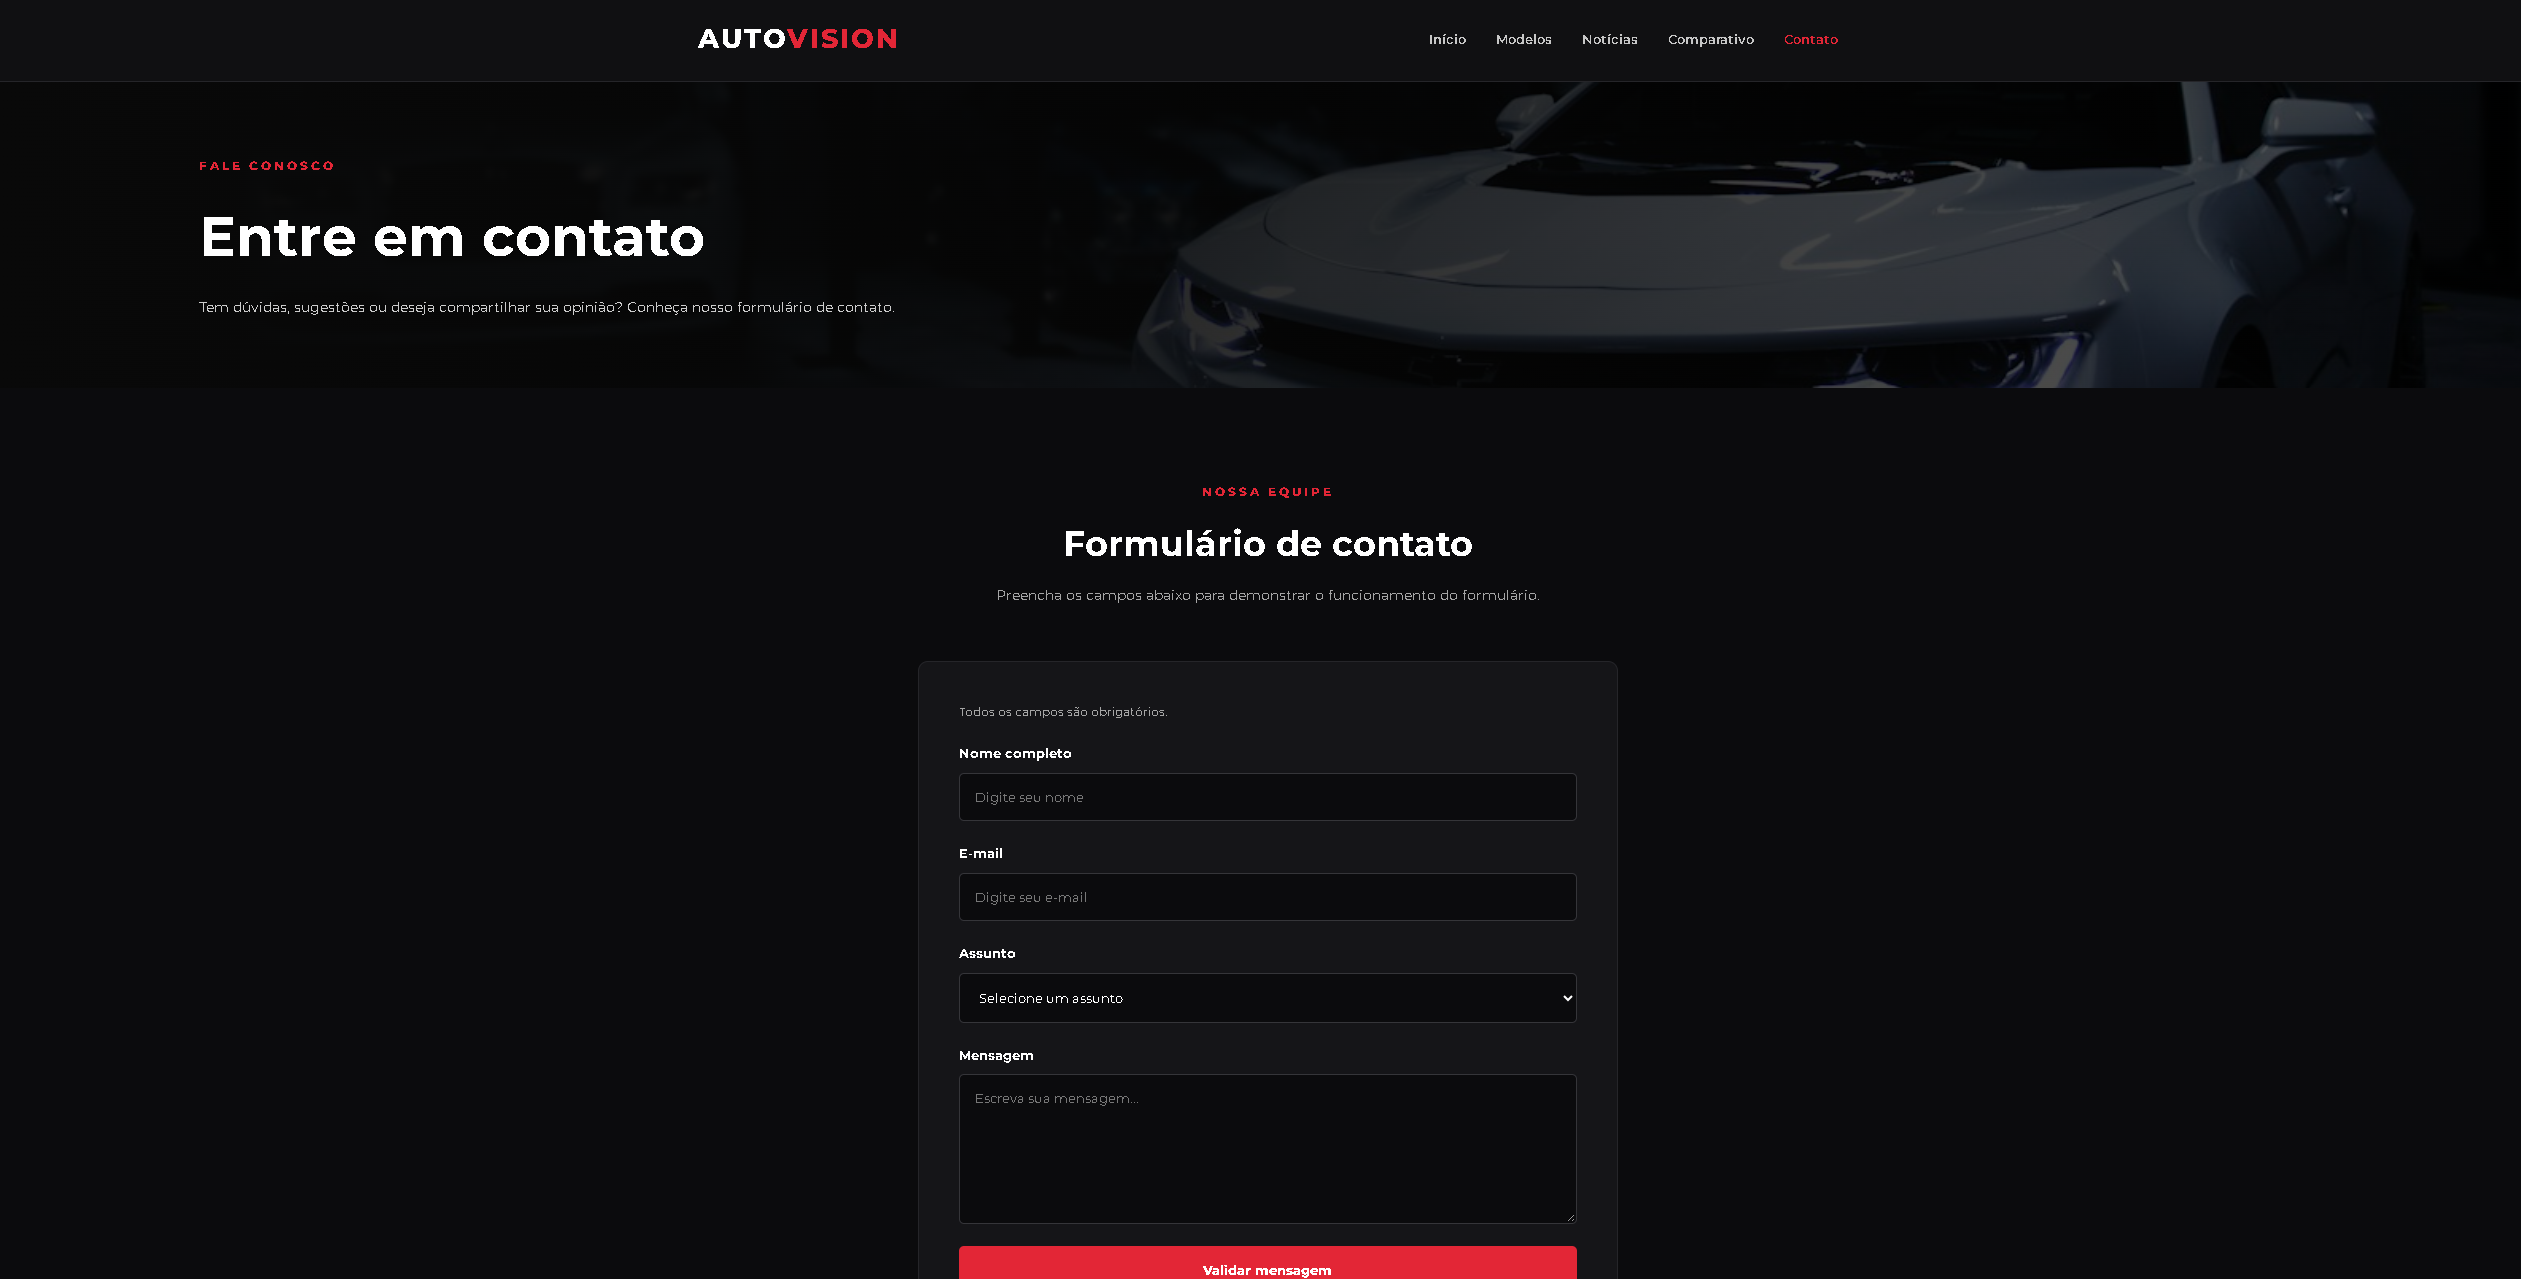 AUTOVISION
Início Modelos Notícias Comparativo Contato
FALE CONOSCO
Entre em contato
Tem dúvidas, sugestões ou deseja compartilhar sua opinião? Conheça nosso formulário de contato.
NOSSA EQUIPE
Formulário de contato
Preencha os campos abaixo para demonstrar o funcionamento do formulário.
Todos os campos são obrigatórios.
Nome completo
Digite seu nome
E-mail
Digite seu e-mail
Assunto
Selecione um assunto
Mensagem
Escreva sua mensagem...
Validar mensagem